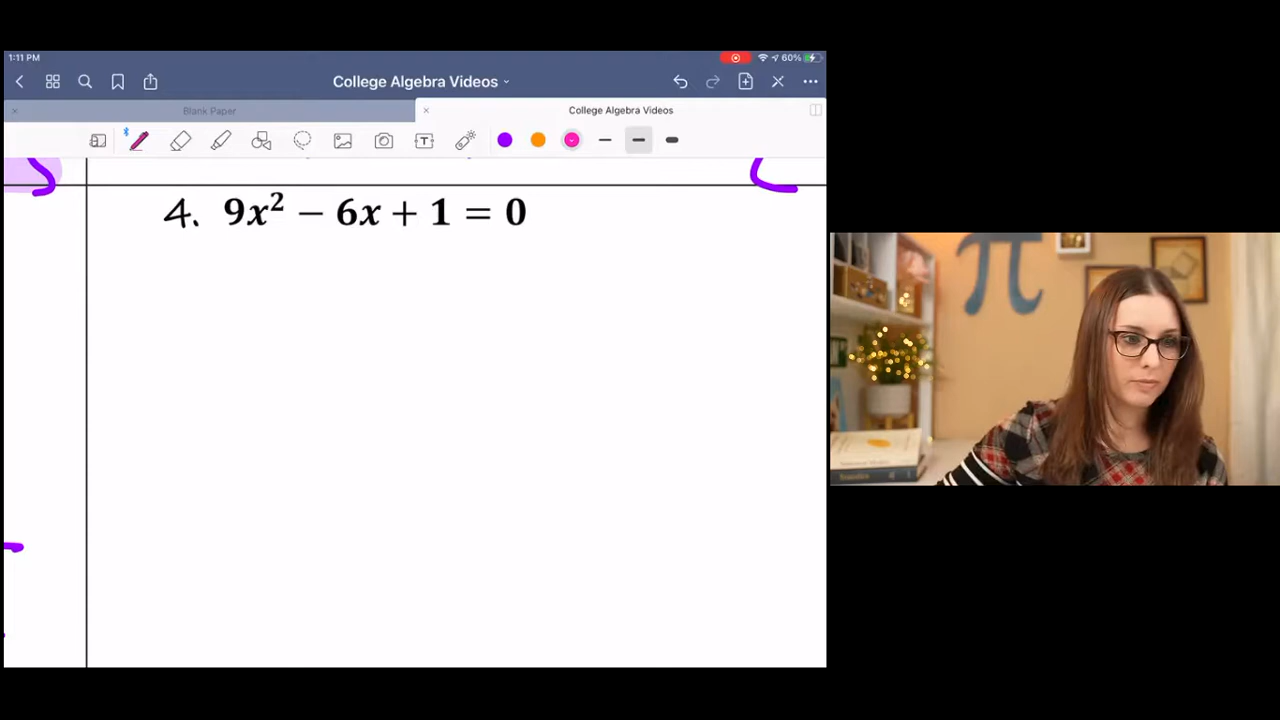 1:11 PM
60%
College Algebra Videos
Blank Paper
College Algebra Videos
T
4. 9x² − 6x + 1 = 0